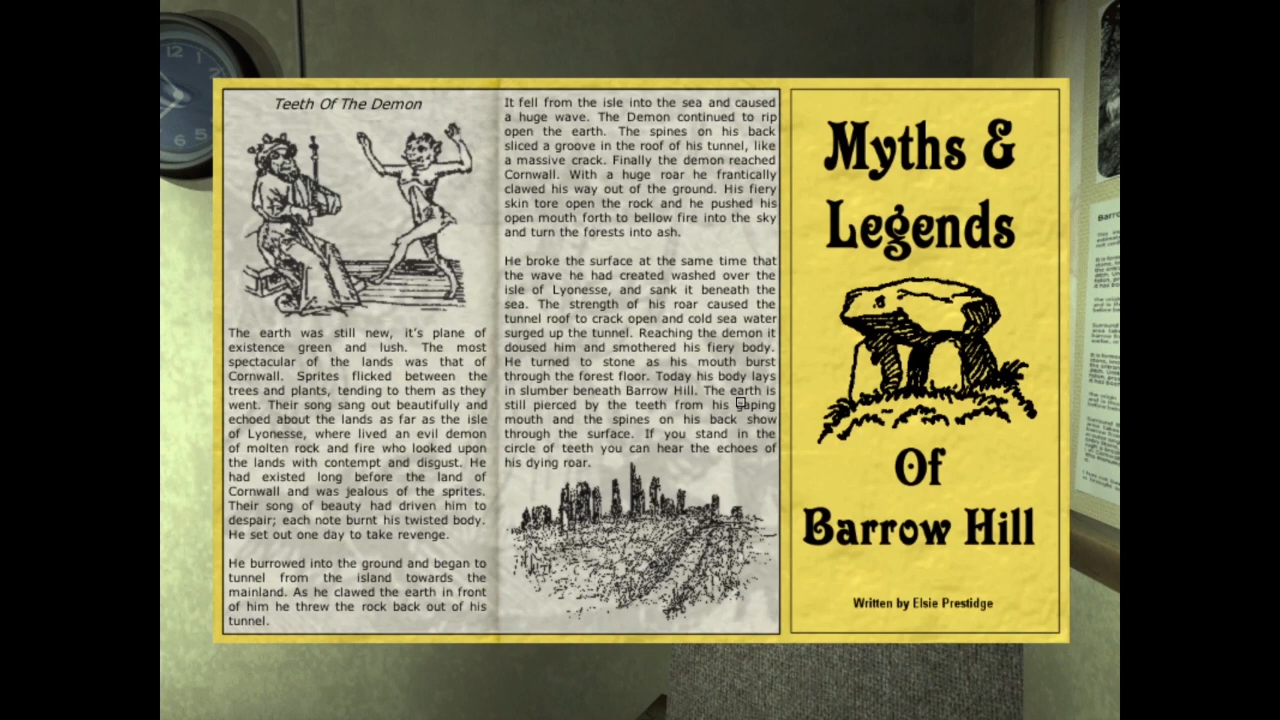 Teeth Of The Demon
The earth was still new, it's plane of
existence green and lush. The most
spectacular of the lands was that of
Cornwall. Sprites flicked between the
trees and plants, tending to them as they
went. Their song sang out beautifully and
echoed about the lands as far as the isle
of Lyonesse, where lived an evil demon
of molten rock and fire who looked upon
the lands with contempt and disgust. He
had existed long before the land of
Cornwall and was jealous of the sprites.
Their song of beauty had driven him to
despair; each note burnt his twisted body.
He set out one day to take revenge.
He burrowed into the ground and began to
tunnel from the island towards the
mainland. As he clawed the earth in front
of him he threw the rock back out of his
tunnel.
It fell from the isle into the sea and caused
a huge wave. The Demon continued to rip
open the earth. The spines on his back
sliced a groove in the roof of his tunnel, like
a massive crack. Finally the demon reached
Cornwall. With a huge roar he frantically
clawed his way out of the ground. His fiery
skin tore open the rock and he pushed his
open mouth forth to bellow fire into the sky
and turn the forests into ash.
He broke the surface at the same time that
the wave he had created washed over the
isle of Lyonesse, and sank it beneath the
sea. The strength of his roar caused the
tunnel roof to crack open and cold sea water
surged up the tunnel. Reaching the demon it
doused him and smothered his fiery body.
He turned to stone as his mouth burst
through the forest floor. Today his body lays
in slumber beneath Barrow Hill. The earth is
still pierced by the teeth from his gaping
mouth and the spines on his back show
through the surface. If you stand in the
circle of teeth you can hear the echoes of
his dying roar.
Myths &
Legends
Of
Barrow Hill
Written by Elsie Prestidge
12
1
5
6